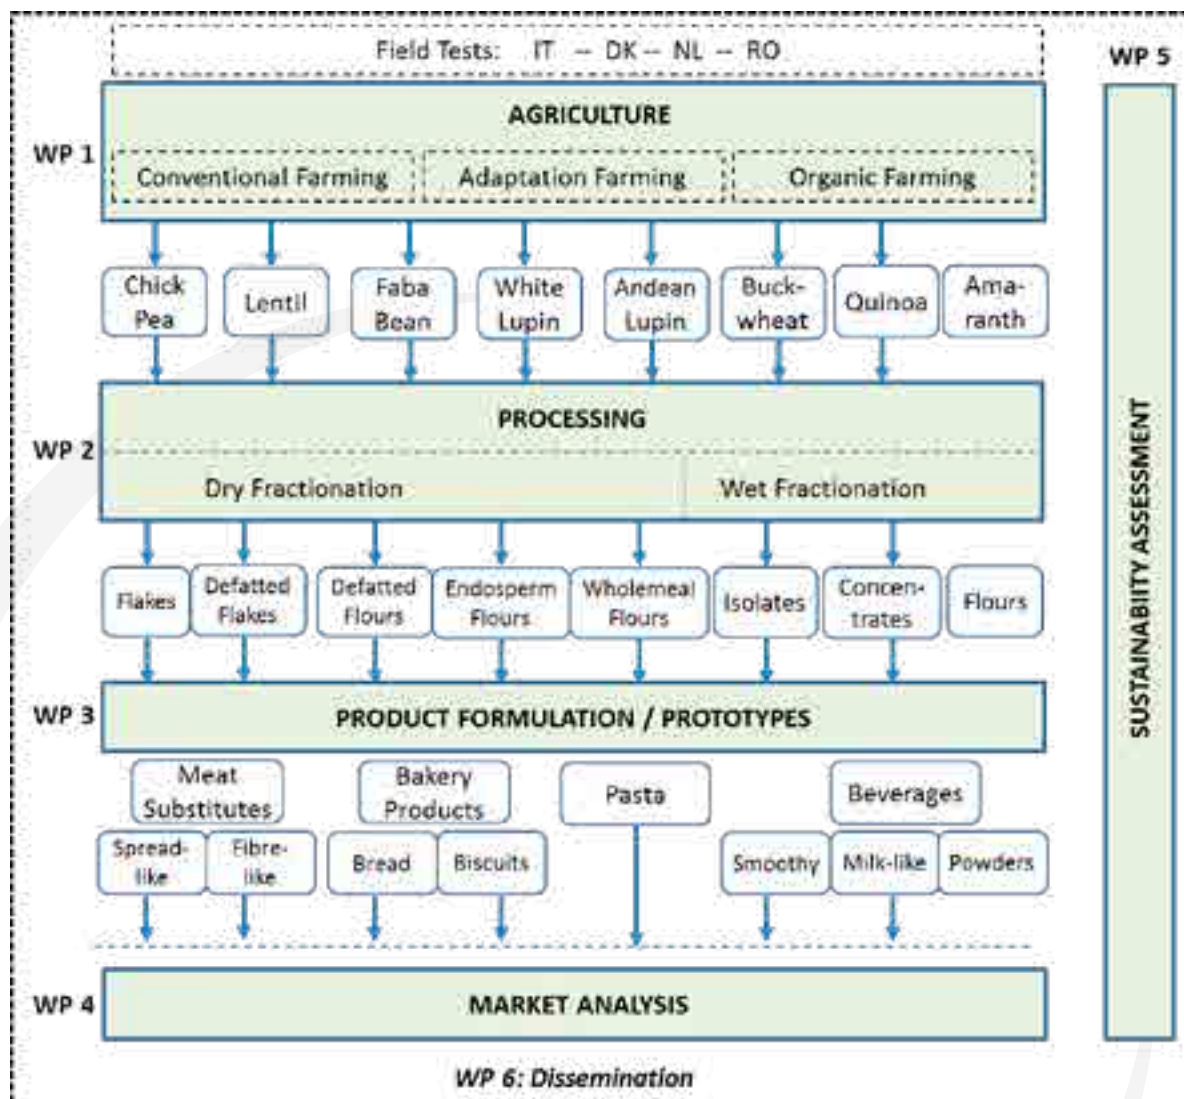 Field Tests: IT -- DK -- NL -- RO
WP 5
AGRICULTURE
WP 1
Conventional Farming
Adaptation Farming
Organic Farming
Chick
Pea
Lentil
Faba
Bean
White
Lupin
Andean
Lupin
Buck-
wheat
Quinoa
Ama-
ranth
PROCESSING
WP 2
Dry Fractionation
Wet Fractionation
Flakes
Defatted
Flakes
Defatted
Flours
Endosperm
Flours
Wholemeal
Flours
Isolates
Concen-
trates
Flours
WP 3
PRODUCT FORMULATION / PROTOTYPES
Meat
Substitutes
Bakery
Products
Pasta
Beverages
Spread-
like
Fibre-
like
Bread
Biscuits
Smoothy
Milk-like
Powders
WP 4
MARKET ANALYSIS
SUSTAINABIITY ASSESSMENT
WP 6: Dissemination